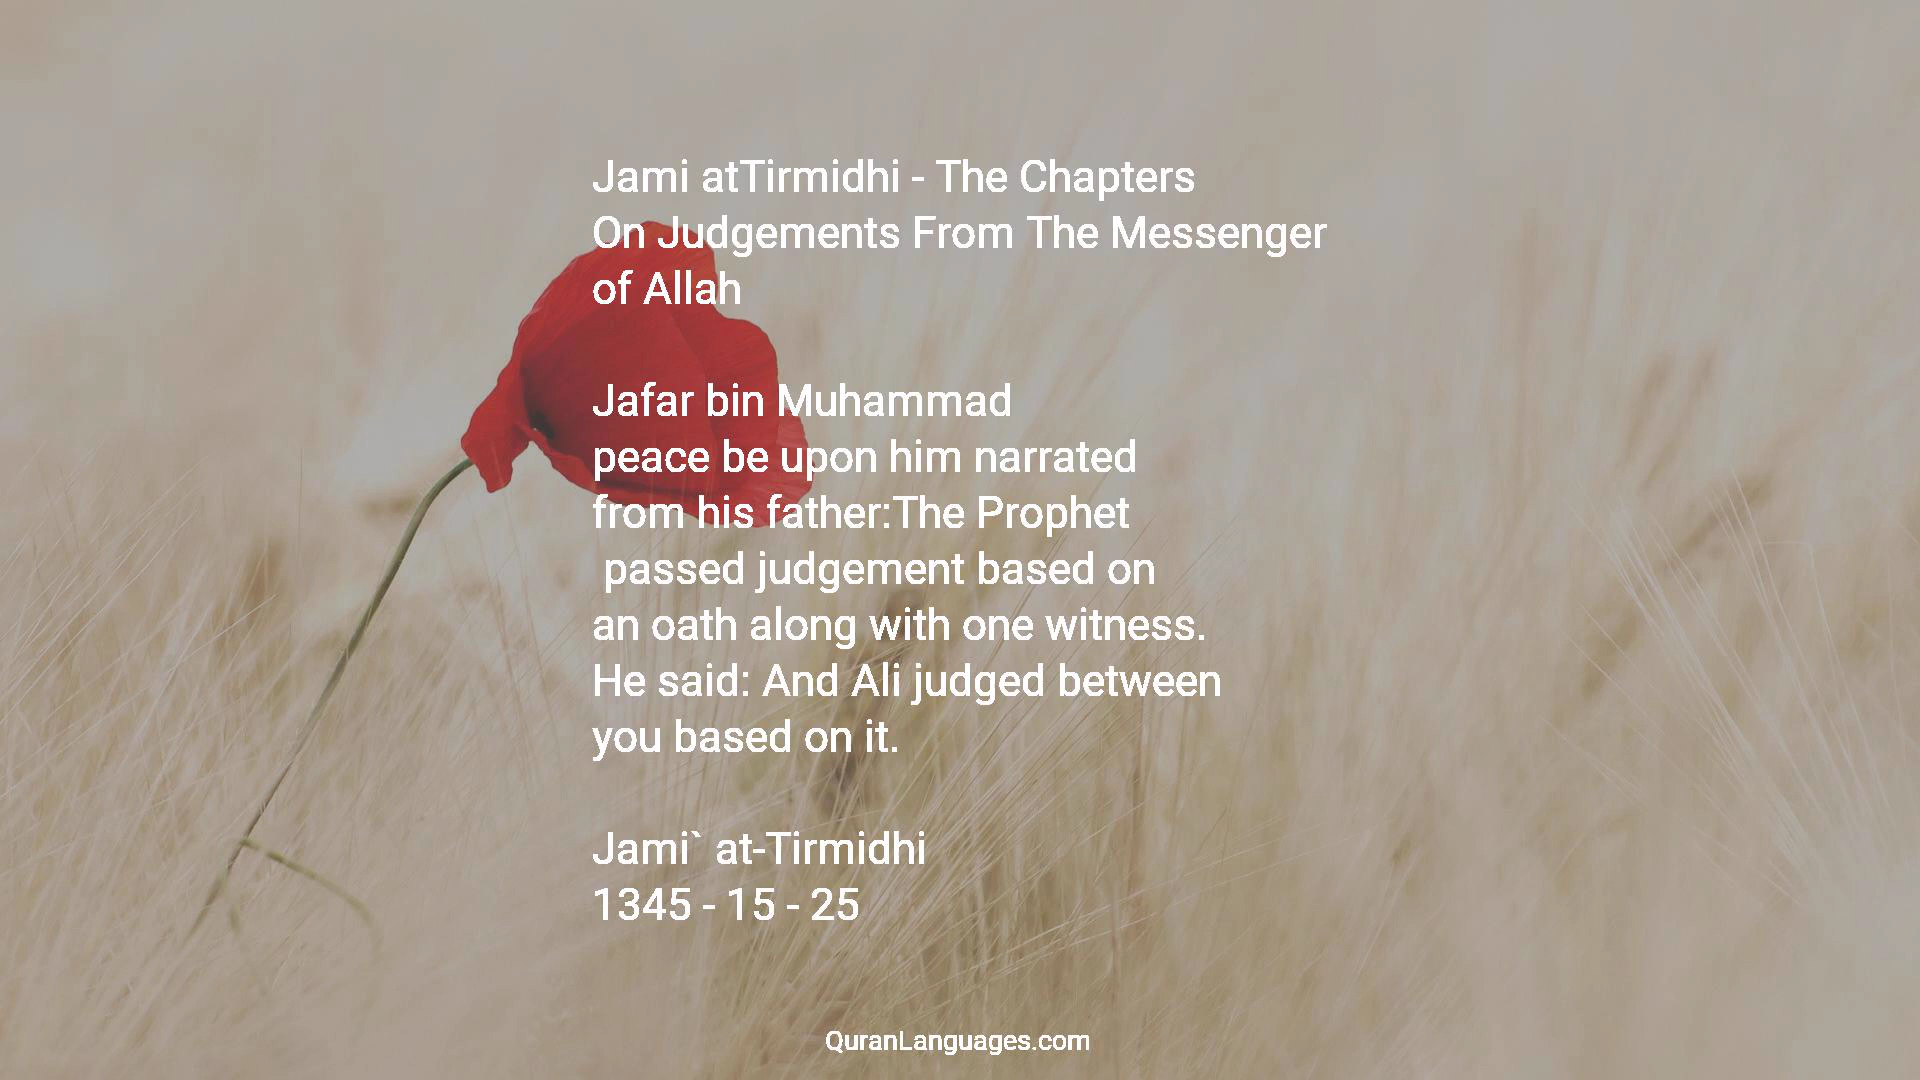 Jami atTirmidhi - The Chapters
On Judgements From The Messenger
of Allah
Jafar bin Muhammad
peace be upon him narrated
from his father:The Prophet
passed judgement based on
an oath along with one witness.
He said: And Ali judged between
you based on it.
Jami` at-Tirmidhi
1345 - 15 - 25
QuranLanguages.com